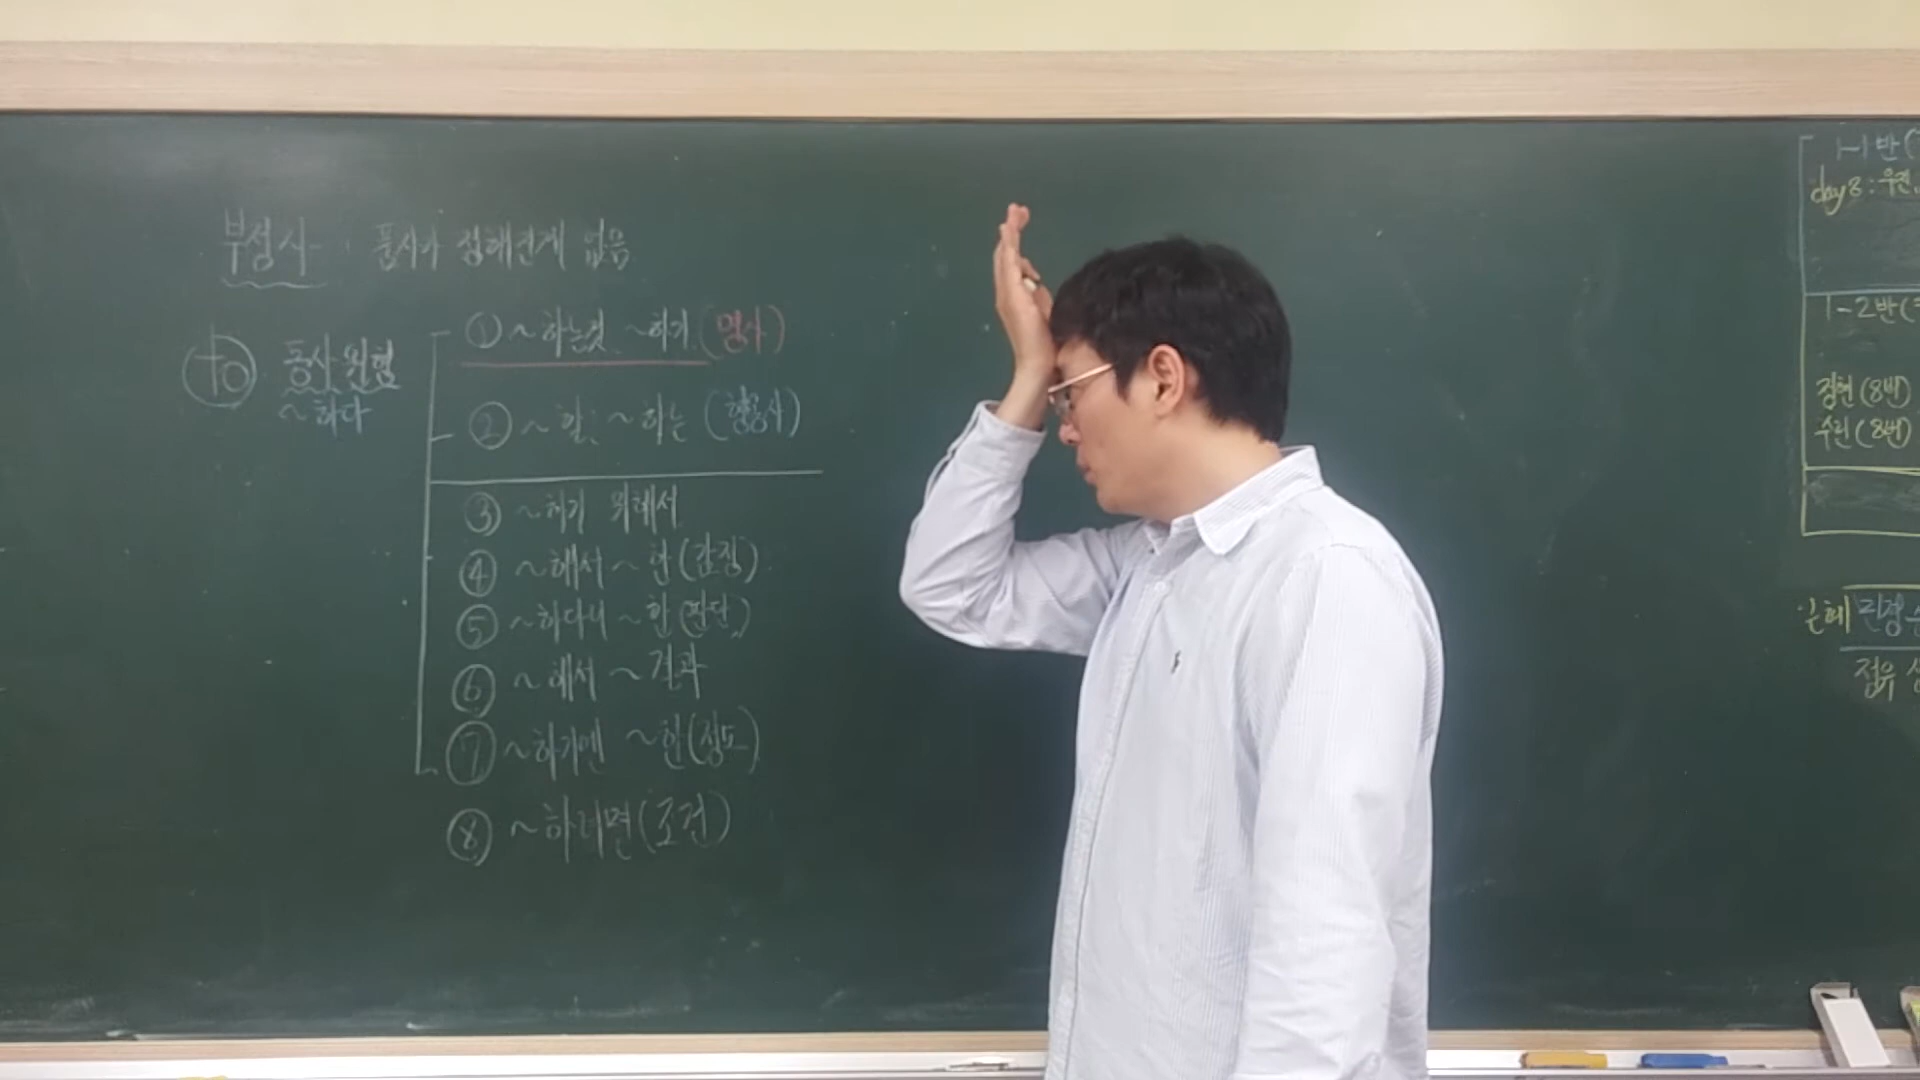 부정사 품사가 정해진게 없음
to 동사원형
~하다
① ~하는것, ~하기 (명사)
② ~할, ~하는 (형용사)
③ ~하기 위해서
④ ~해서 ~한 (감정)
⑤ ~하다니 ~한 (판단)
⑥ ~해서 ~결과
⑦ ~하기엔 ~한 (정도)
⑧ ~하려면 (조건)
1-1반(
day8 :
1-2반(
정현 (8번)
수린 (8번)
은혜